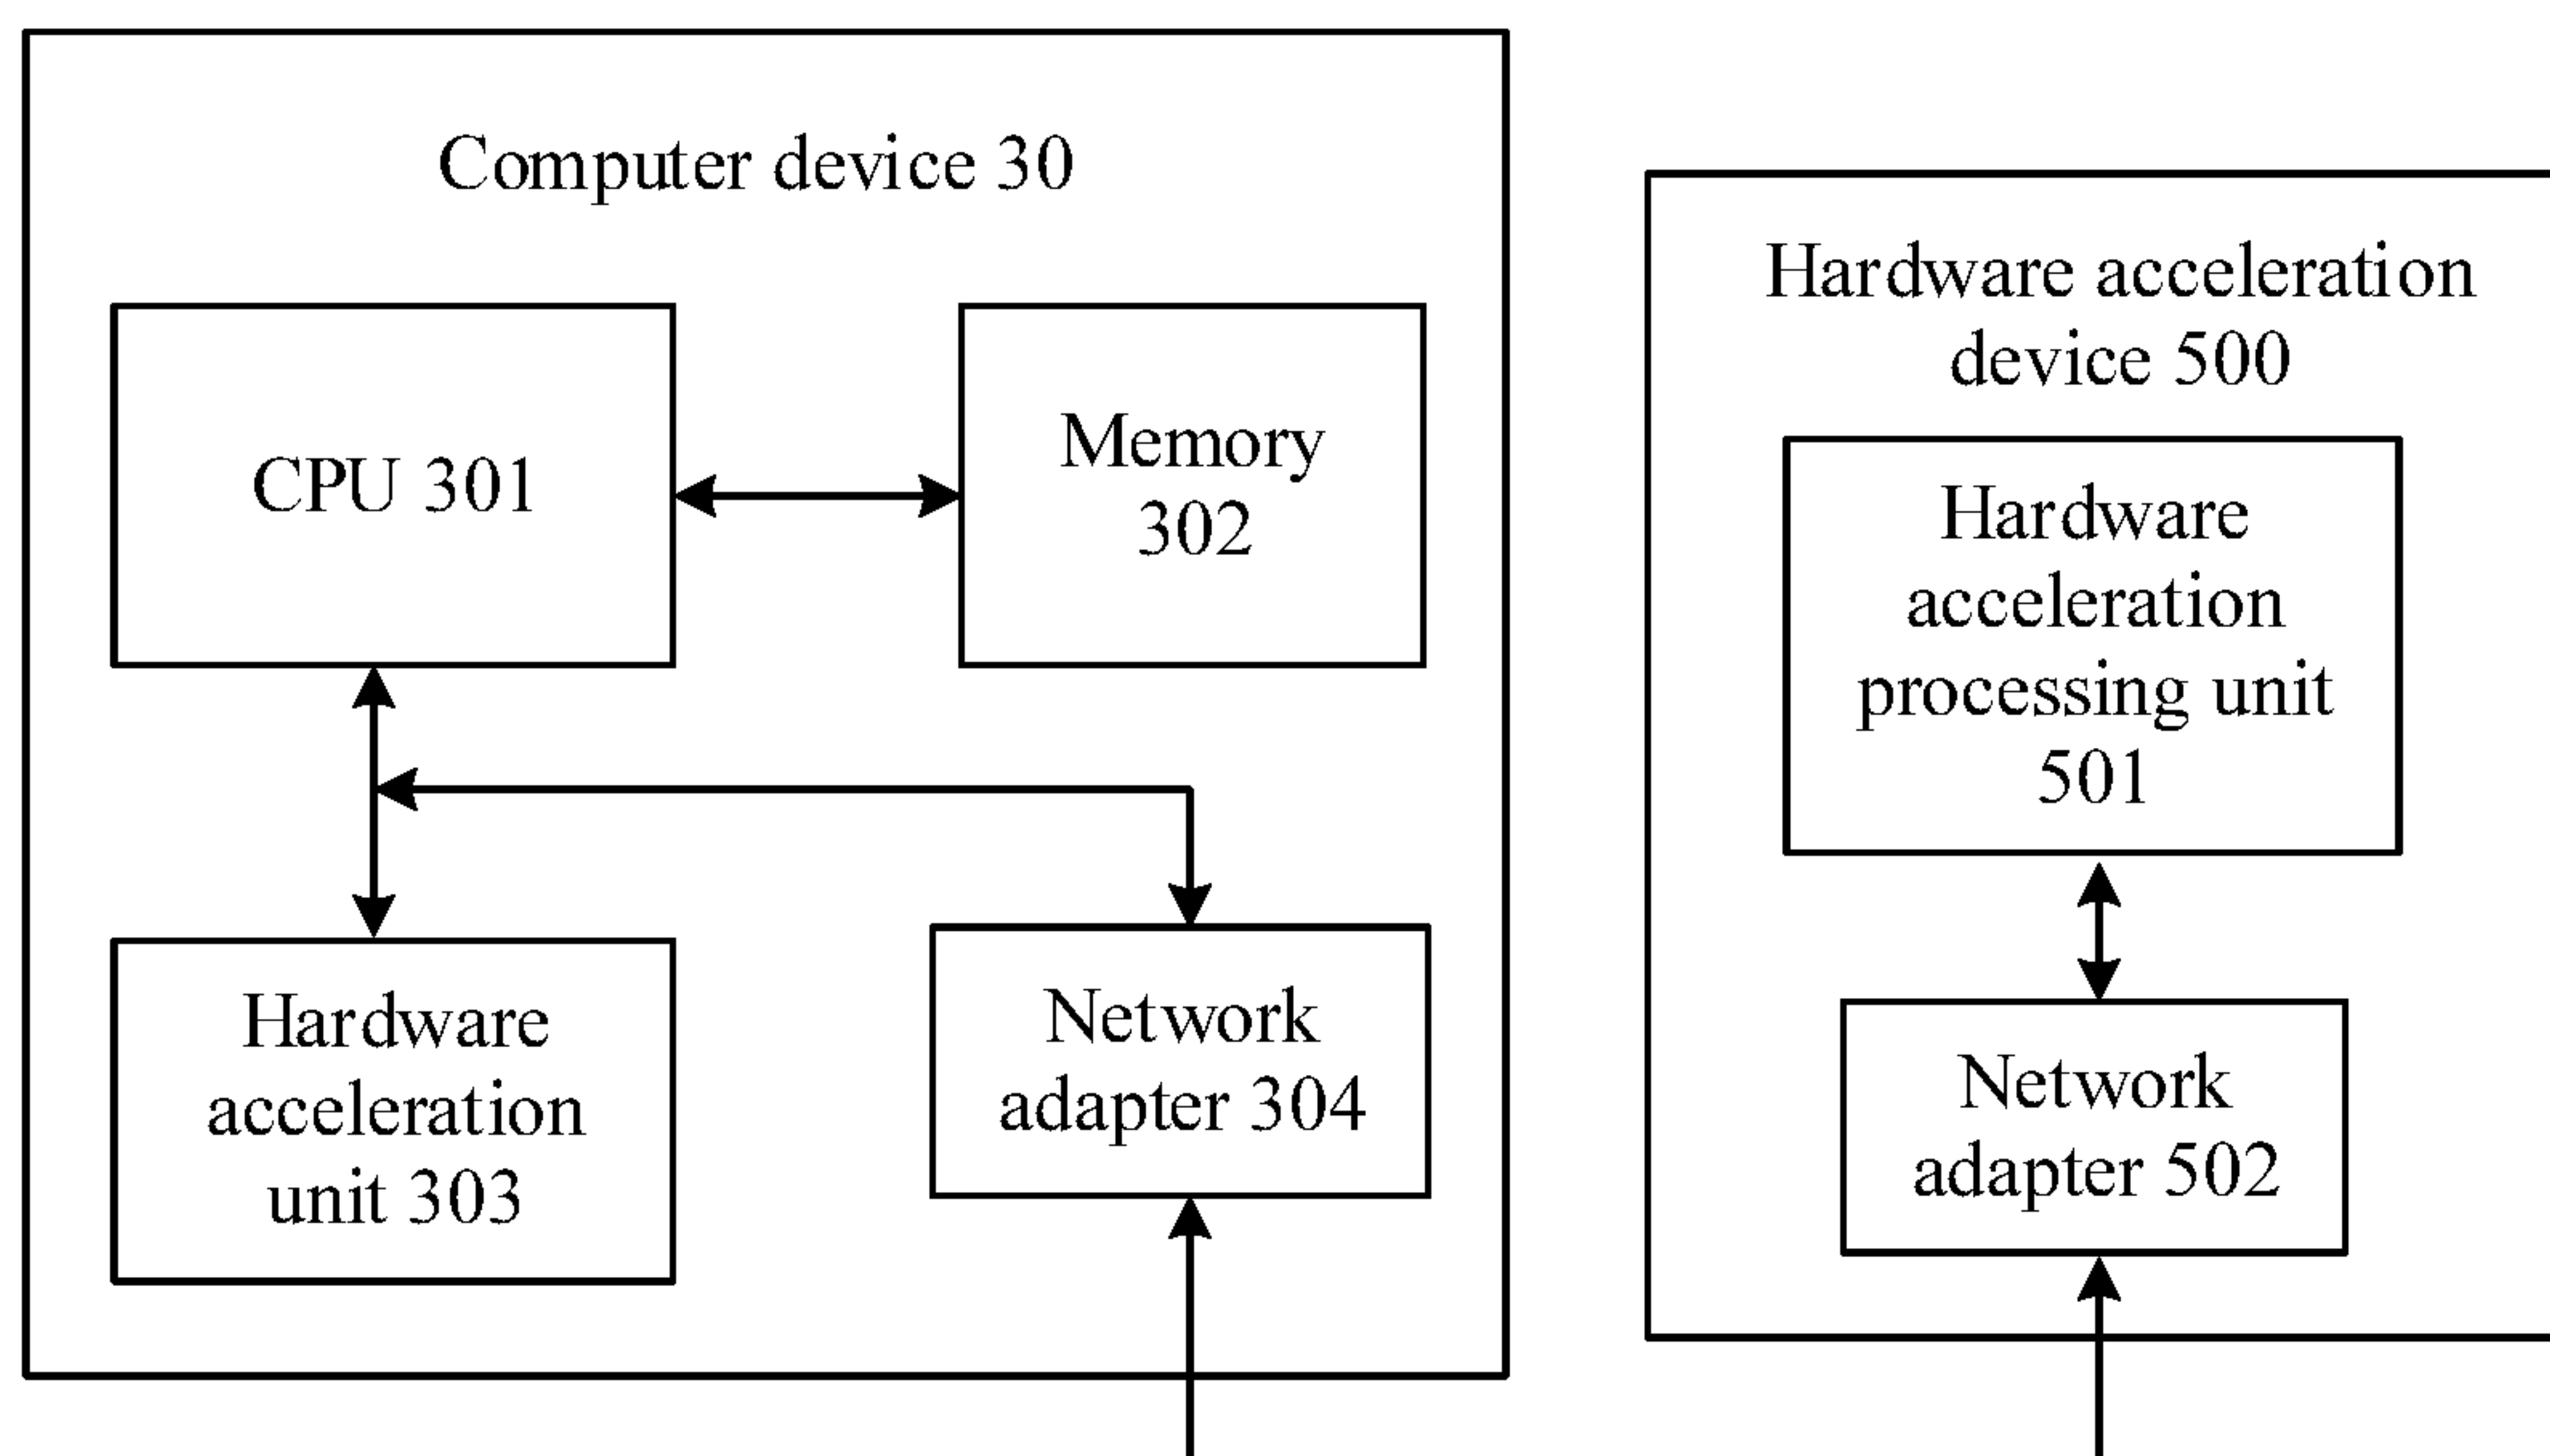 Computer device 30
CPU 301
Memory
302
Hardware
acceleration
unit 303
Network
adapter 304
Hardware acceleration
device 500
Hardware
acceleration
processing unit
501
Network
adapter 502